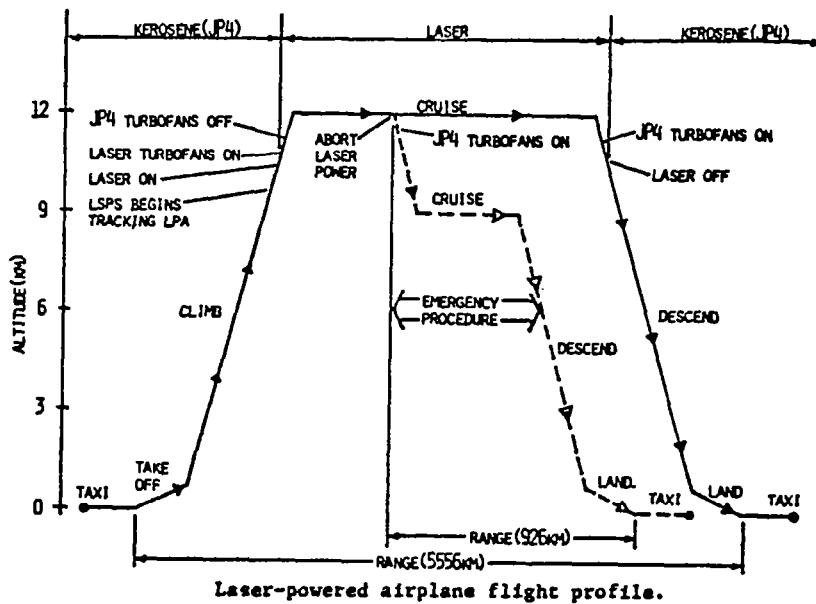 KEROSENE(JP4) LASER KEROSENE(JP4)
12
CRUISE
JP4 TURBOFANS OFF
ABORT
LASER
POWER
JP4 TURBOFANS ON
JP4 TURBOFANS ON
LASER TURBOFANS ON
LASER ON
LASER OFF
LSPS BEGINS
TRACKING LPA
9
CRUISE
ALTITUDE(KM)
6
CLIMB
EMERGENCY
PROCEDURE
DESCEND
DESCEND
3
TAKE
OFF
TAXI
0
LAND.
TAXI
LAND
TAXI
RANGE(926KM)
RANGE(5556KM)
Laser-powered airplane flight profile.